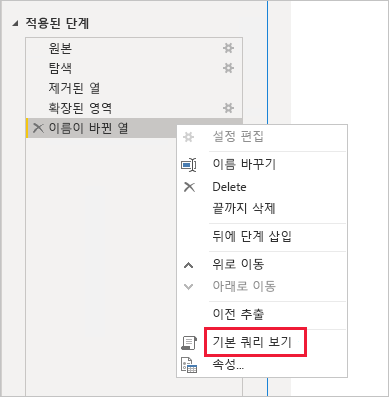 적용된 단계
원본
탐색
제거된 열
확장된 영역
이름이 바뀐 열
설정 편집
이름 바꾸기
Delete
끝까지 삭제
뒤에 단계 삽입
위로 이동
아래로 이동
이전 추출
기본 쿼리 보기
속성...